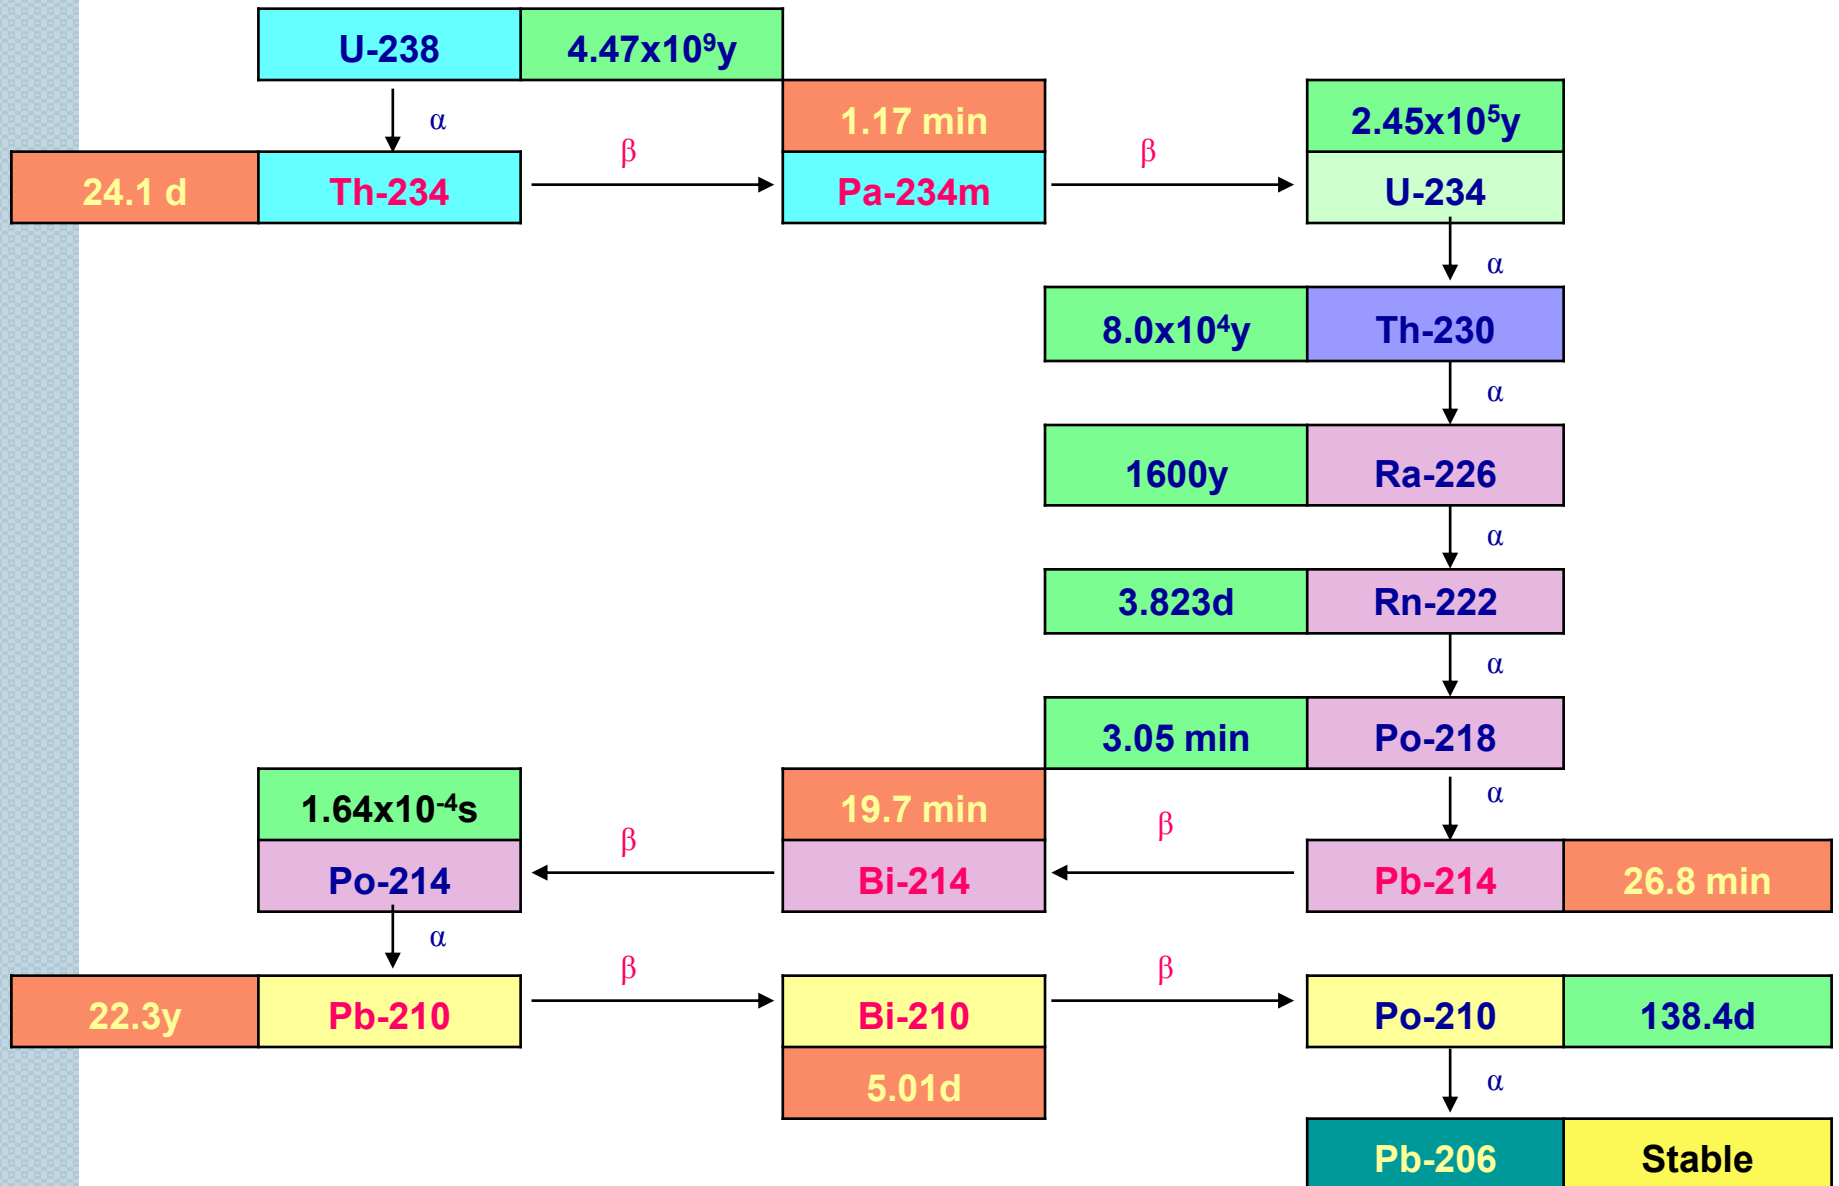 U-238 4.47x10⁹y
α
1.17 min 2.45x10⁵y
β β
24.1 d Th-234 Pa-234m U-234
α
8.0x10⁴y Th-230
α
1600y Ra-226
α
3.823d Rn-222
α
3.05 min Po-218
α
1.64x10⁻⁴s 19.7 min
β β
Po-214 Bi-214 Pb-214 26.8 min
α
β β
22.3y Pb-210 Bi-210 Po-210 138.4d
5.01d α
Pb-206 Stable